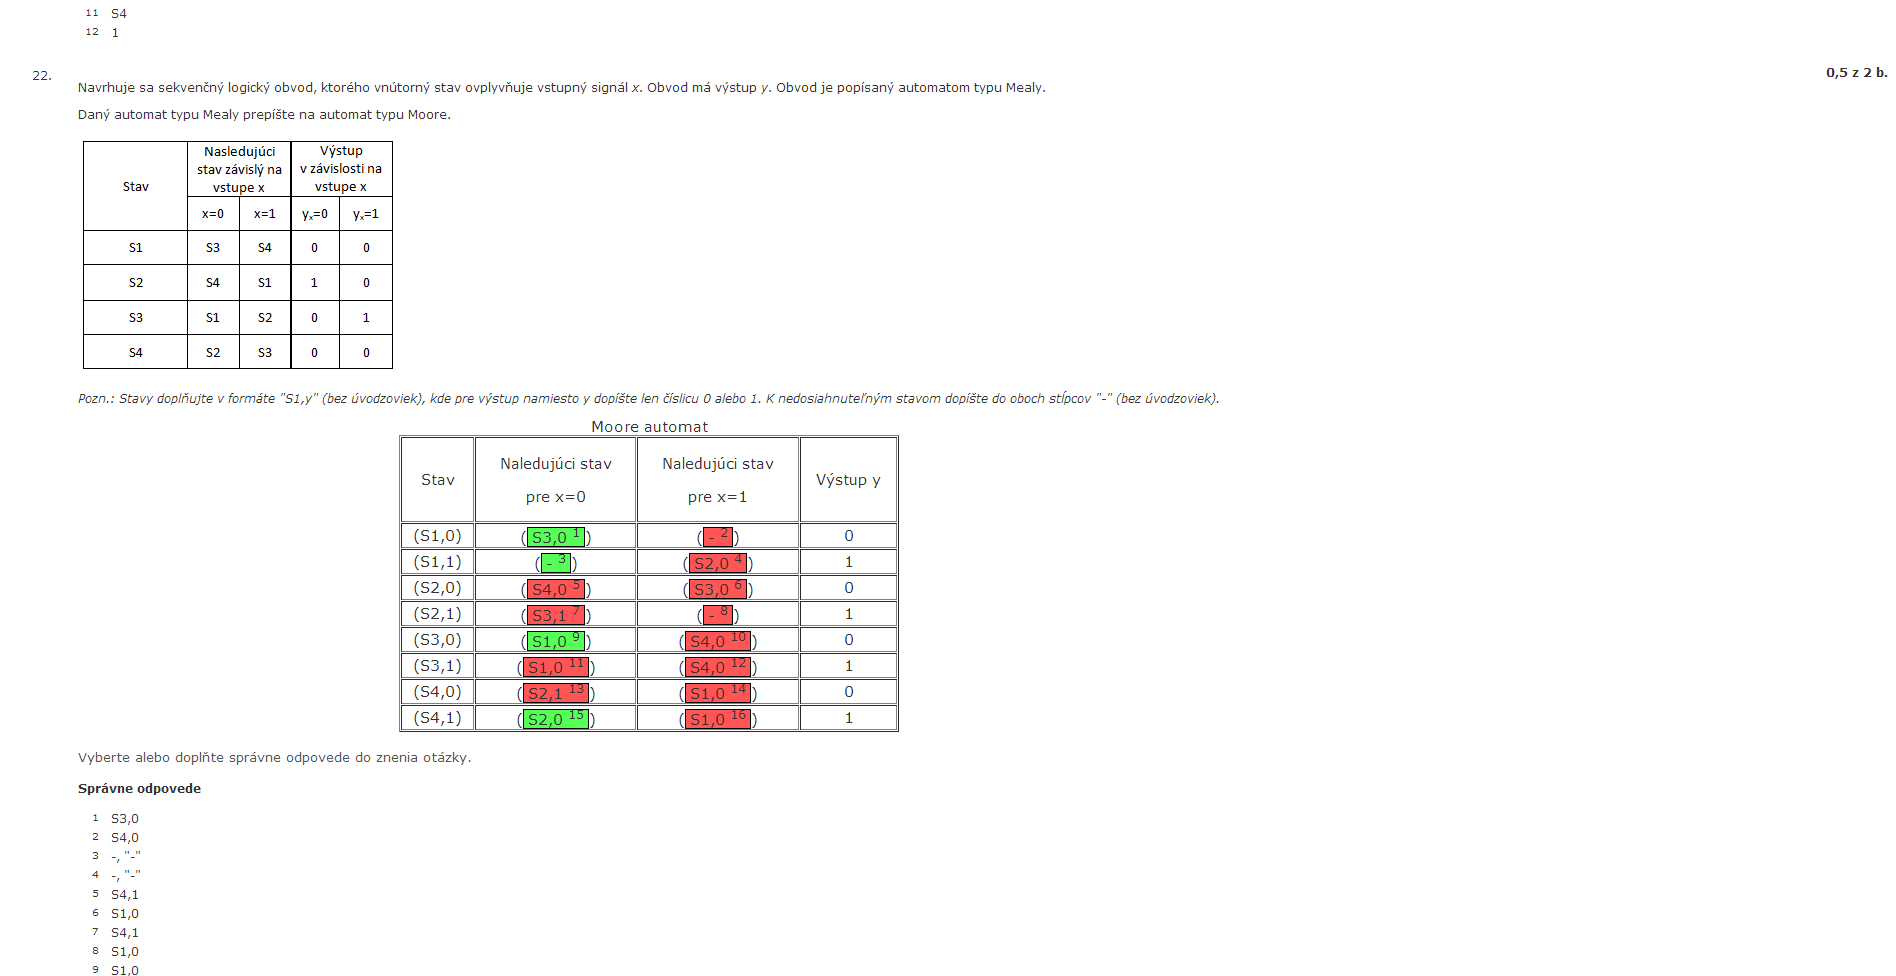 11 S4
12 1
22.
0,5 z 2 b.
Navrhuje sa sekvenčný logický obvod, ktorého vnútorný stav ovplyvňuje vstupný signál x. Obvod má výstup y. Obvod je popísaný automatom typu Mealy.
Daný automat typu Mealy prepíšte na automat typu Moore.
Stav
Nasledujúci stav závislý na vstupe x
Výstup v závislosti na vstupe x
x=0 x=1 yₓ=0 yₓ=1
S1 S3 S4 0 0
S2 S4 S1 1 0
S3 S1 S2 0 1
S4 S2 S3 0 0
Pozn.: Stavy doplňujte v formáte "S1,y" (bez úvodzoviek), kde pre výstup namiesto y dopíšte len číslicu 0 alebo 1. K nedosiahnuteľným stavom dopíšte do oboch stĺpcov "-" (bez úvodzoviek).
Moore automat
Stav
Naledujúci stav
pre x=0
Naledujúci stav
pre x=1
Výstup y
(S1,0) (S3,0 1) (- 2) 0
(S1,1) (- 3) (S2,0 4) 1
(S2,0) (S4,0 5) (S3,0 6) 0
(S2,1) (S3,1 7) (- 8) 1
(S3,0) (S1,0 9) (S4,0 10) 0
(S3,1) (S1,0 11) (S4,0 12) 1
(S4,0) (S2,1 13) (S1,0 14) 0
(S4,1) (S2,0 15) (S1,0 16) 1
Vyberte alebo doplňte správne odpovede do znenia otázky.
Správne odpovede
1 S3,0
2 S4,0
3 -, "-"
4 -, "-"
5 S4,1
6 S1,0
7 S4,1
8 S1,0
9 S1,0